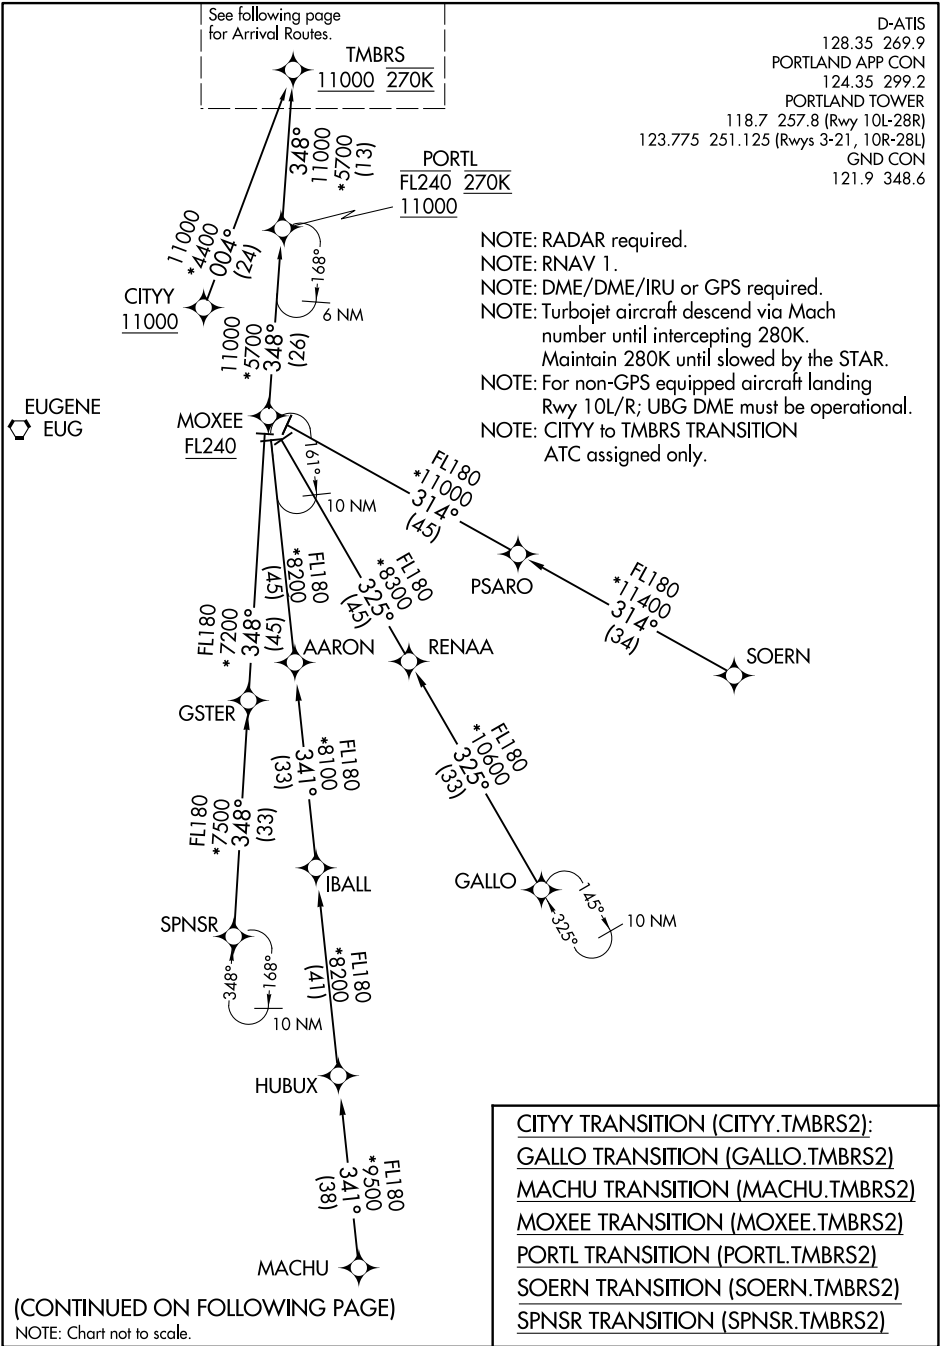 See following page
for Arrival Routes.
TMBRS
11000 270K
D-ATIS
128.35 269.9
PORTLAND APP CON
124.35 299.2
PORTLAND TOWER
118.7 257.8 (Rwy 10L-28R)
123.775 251.125 (Rwys 3-21, 10R-28L)
GND CON
121.9 348.6
348°
11000
*5700
(13)
PORTL
FL240 270K
11000
11000
*4400
004°
(24)
CITYY
11000
168°
6 NM
11000
*5700
348°
(26)
NOTE: RADAR required.
NOTE: RNAV 1.
NOTE: DME/DME/IRU or GPS required.
NOTE: Turbojet aircraft descend via Mach
number until intercepting 280K.
Maintain 280K until slowed by the STAR.
NOTE: For non-GPS equipped aircraft landing
Rwy 10L/R; UBG DME must be operational.
NOTE: CITYY to TMBRS TRANSITION
ATC assigned only.
EUGENE
EUG
MOXEE
FL240
161°
10 NM
FL180
*11000
314°
(45)
PSARO
FL180
*11400
314°
(34)
SOERN
FL180
*7200
348°
(45)
FL180
*8200
(45)
FL180
*8300
325°
(45)
AARON
RENAA
GSTER
FL180
*7500
348°
(33)
FL180
*8100
341°
(33)
FL180
*10600
325°
(33)
IBALL
GALLO
145°
325°
10 NM
SPNSR
348°
168°
10 NM
FL180
*8200
(41)
HUBUX
FL180
*9500
341°
(38)
MACHU
(CONTINUED ON FOLLOWING PAGE)
NOTE: Chart not to scale.
CITYY TRANSITION (CITYY.TMBRS2):
GALLO TRANSITION (GALLO.TMBRS2)
MACHU TRANSITION (MACHU.TMBRS2)
MOXEE TRANSITION (MOXEE.TMBRS2)
PORTL TRANSITION (PORTL.TMBRS2)
SOERN TRANSITION (SOERN.TMBRS2)
SPNSR TRANSITION (SPNSR.TMBRS2)